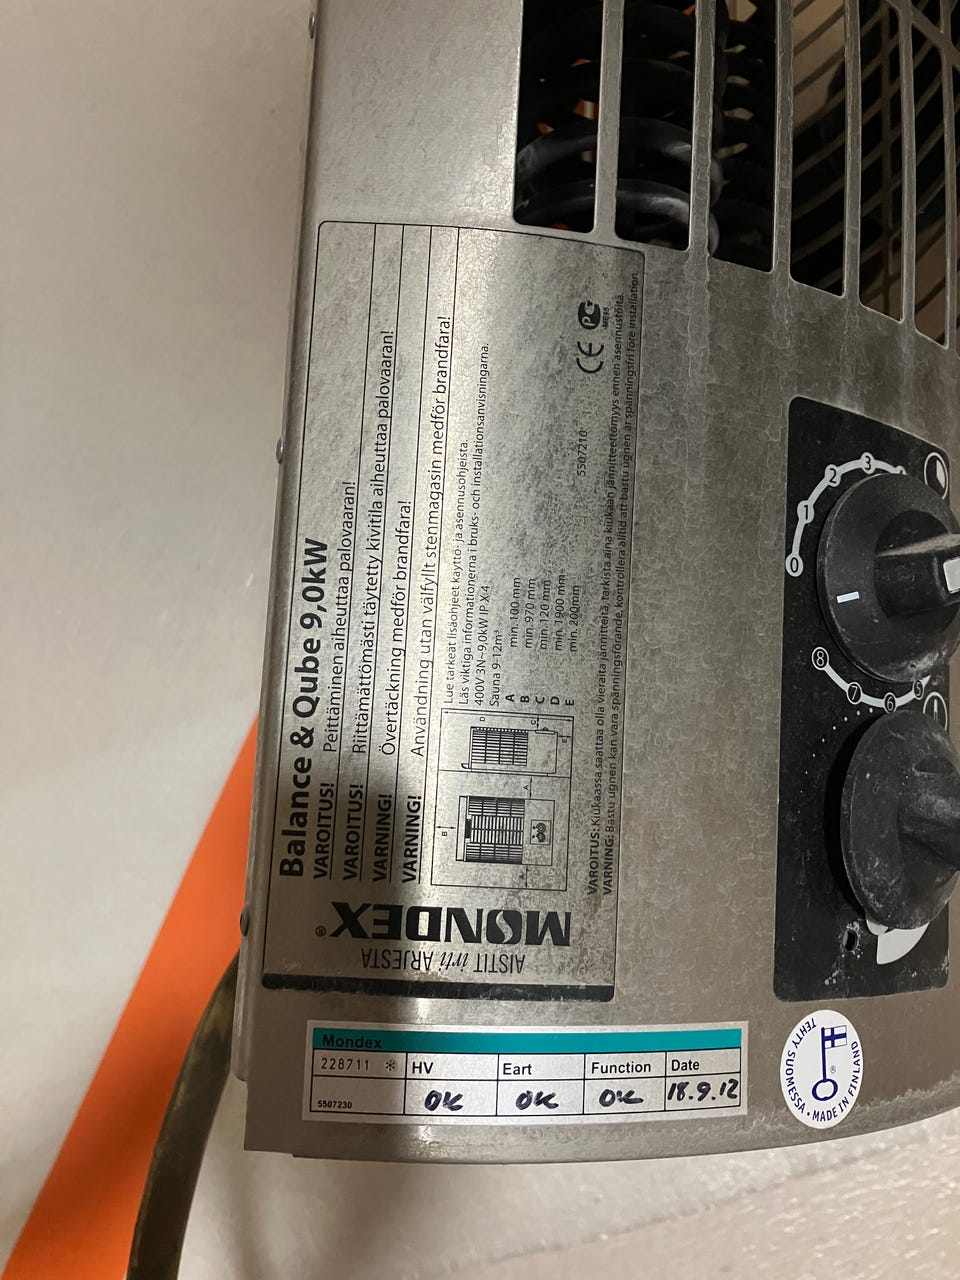 Balance & Qube 9,0kW
VAROITUS! Peittäminen aiheuttaa palovaaran!
VAROITUS! Riittämättömästi täytetty kivitila aiheuttaa palovaaran!
VARNING! Övertäckning medför brandfara!
VARNING! Användning utan välfyllt stenmagasin medför brandfara!
Lue tarkeät lisäohjeet käyttö- ja asennusohjeista.
Läs viktiga informationerna i bruks- och installationsanvisningarna.
400V 3N~9,0kW IP X4
Sauna 9-12m³
A min. 100 mm
B min. 970 mm
C min. 120 mm
D min. 1900 mm
E min. 200mm
5507210
CE PG
VAROITUS: Kiukaassa saattaa olla vieraita jännitteitä, tarkista aina kiukaan jännitteettömyys ennen asennustöitä.
VARNING: Bastu ugnen kan vara spänningsförande, kontrollera alltid att bastu ugnen är spänningsfri före installation.
D
C
E
B
A
A
MONDEX®
AISTIT irti ARJESTA
0 1 2 3
8 7 6 5
Mondex
228711 * HV Eart Function Date
5507230 OK OK OK 18.9.12
TEHTY SUOMESSA • MADE IN FINLAND
®